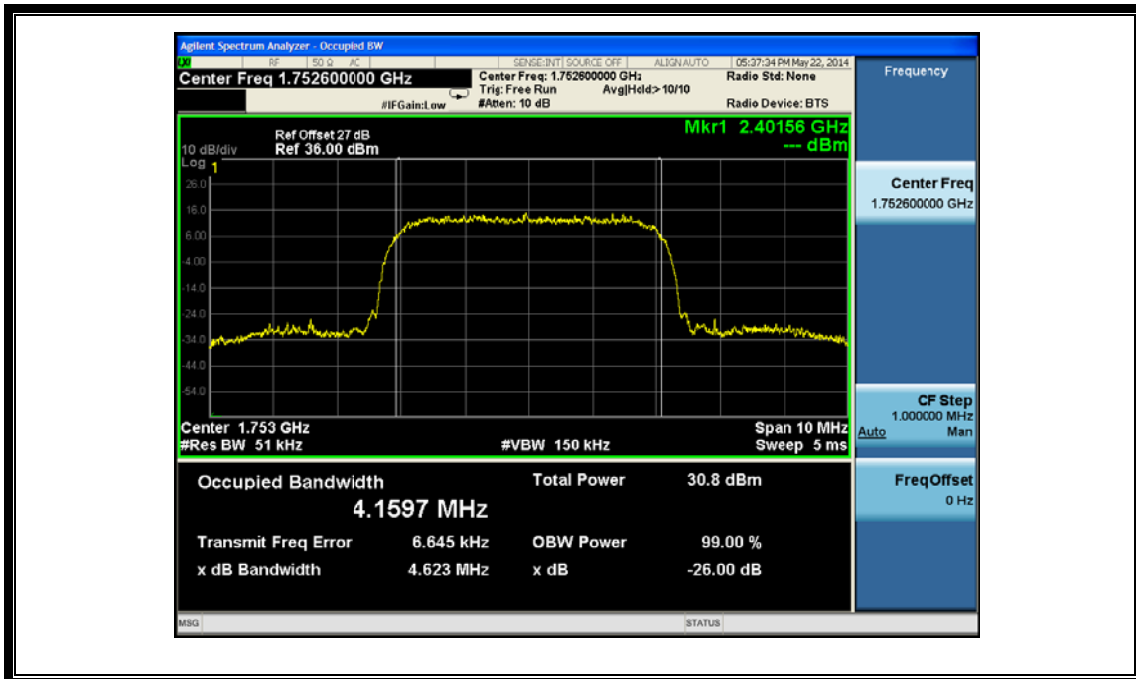 Agilent Spectrum Analyzer - Occupied BW
LXI RF 50 Ω AC SENSE:INT SOURCE OFF ALIGN AUTO 05:37:34 PM May 22, 2014
Center Freq 1.752600000 GHz
Center Freq: 1.752600000 GHz
Radio Std: None
Trig: Free Run Avg|Hold:> 10/10
#IFGain:Low
#Atten: 10 dB
Radio Device: BTS
Mkr1 2.40156 GHz
--- dBm
Ref Offset 27 dB
10 dB/div Ref 36.00 dBm
Log
1
26.0
16.0
6.00
-4.00
-14.0
-24.0
-34.0
-44.0
-54.0
Center 1.753 GHz Span 10 MHz
#Res BW 51 kHz #VBW 150 kHz Sweep 5 ms
Occupied Bandwidth Total Power 30.8 dBm
4.1597 MHz
Transmit Freq Error 6.645 kHz OBW Power 99.00 %
x dB Bandwidth 4.623 MHz x dB -26.00 dB
MSG STATUS
Frequency
Center Freq
1.752600000 GHz
CF Step
1.000000 MHz
Auto Man
Freq Offset
0 Hz